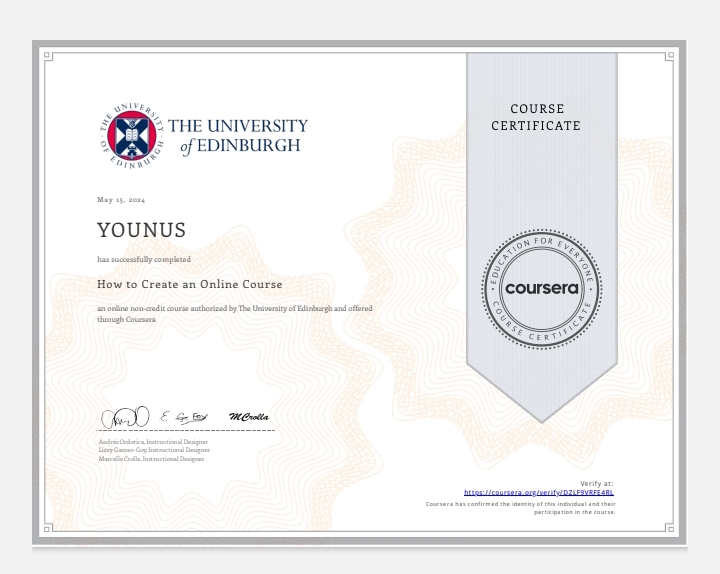 THE UNIVERSITY
of EDINBURGH
THE UNIVERSITY OF EDINBURGH
COURSE
CERTIFICATE
May 15, 2024
YOUNUS
has successfully completed
How to Create an Online Course
an online non-credit course authorized by The University of Edinburgh and offered
through Coursera
EDUCATION FOR EVERYONE
coursera
COURSE CERTIFICATE
MCrolla
Andrés Ordorica, Instructional Designer
Lizzy Garner-Foy, Instructional Designer
Marcello Crolla, Instructional Designer
Verify at:
https://coursera.org/verify/DZLF9VRFE4RL
Coursera has confirmed the identity of this individual and their
participation in the course.